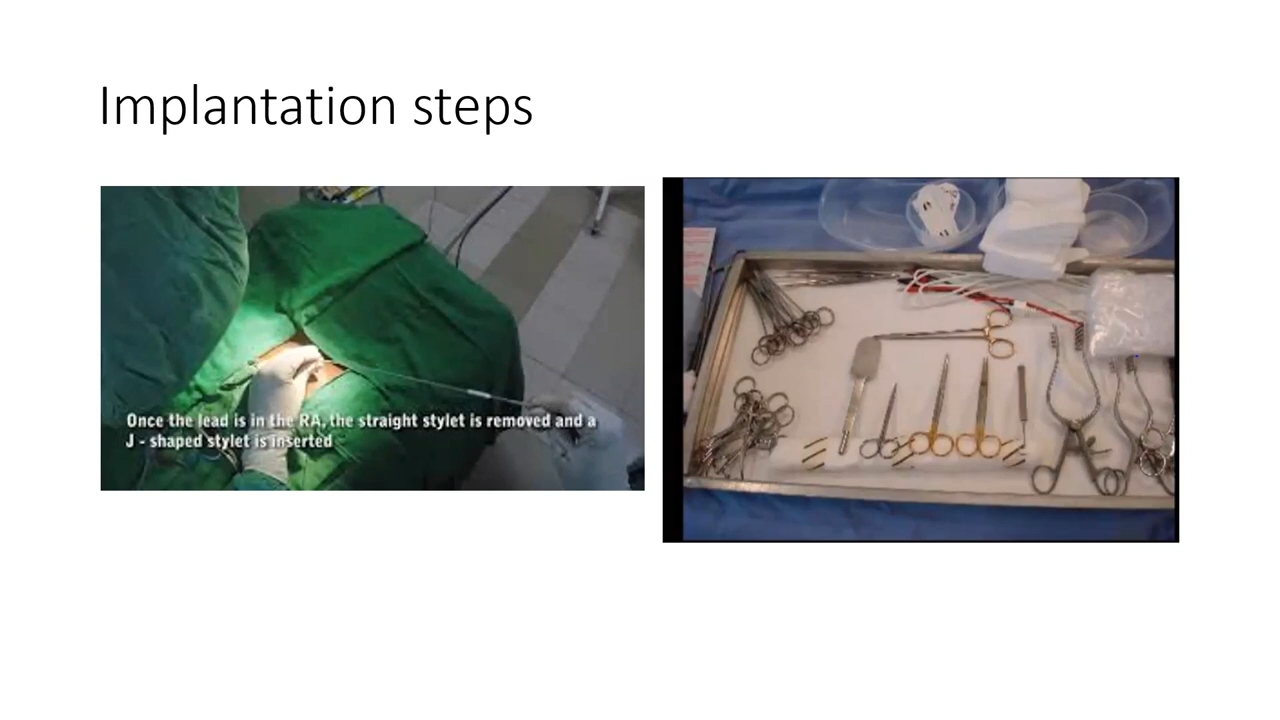 Implantation steps
Once the lead is in the RA, the straight stylet is removed and a
J - shaped stylet is inserted